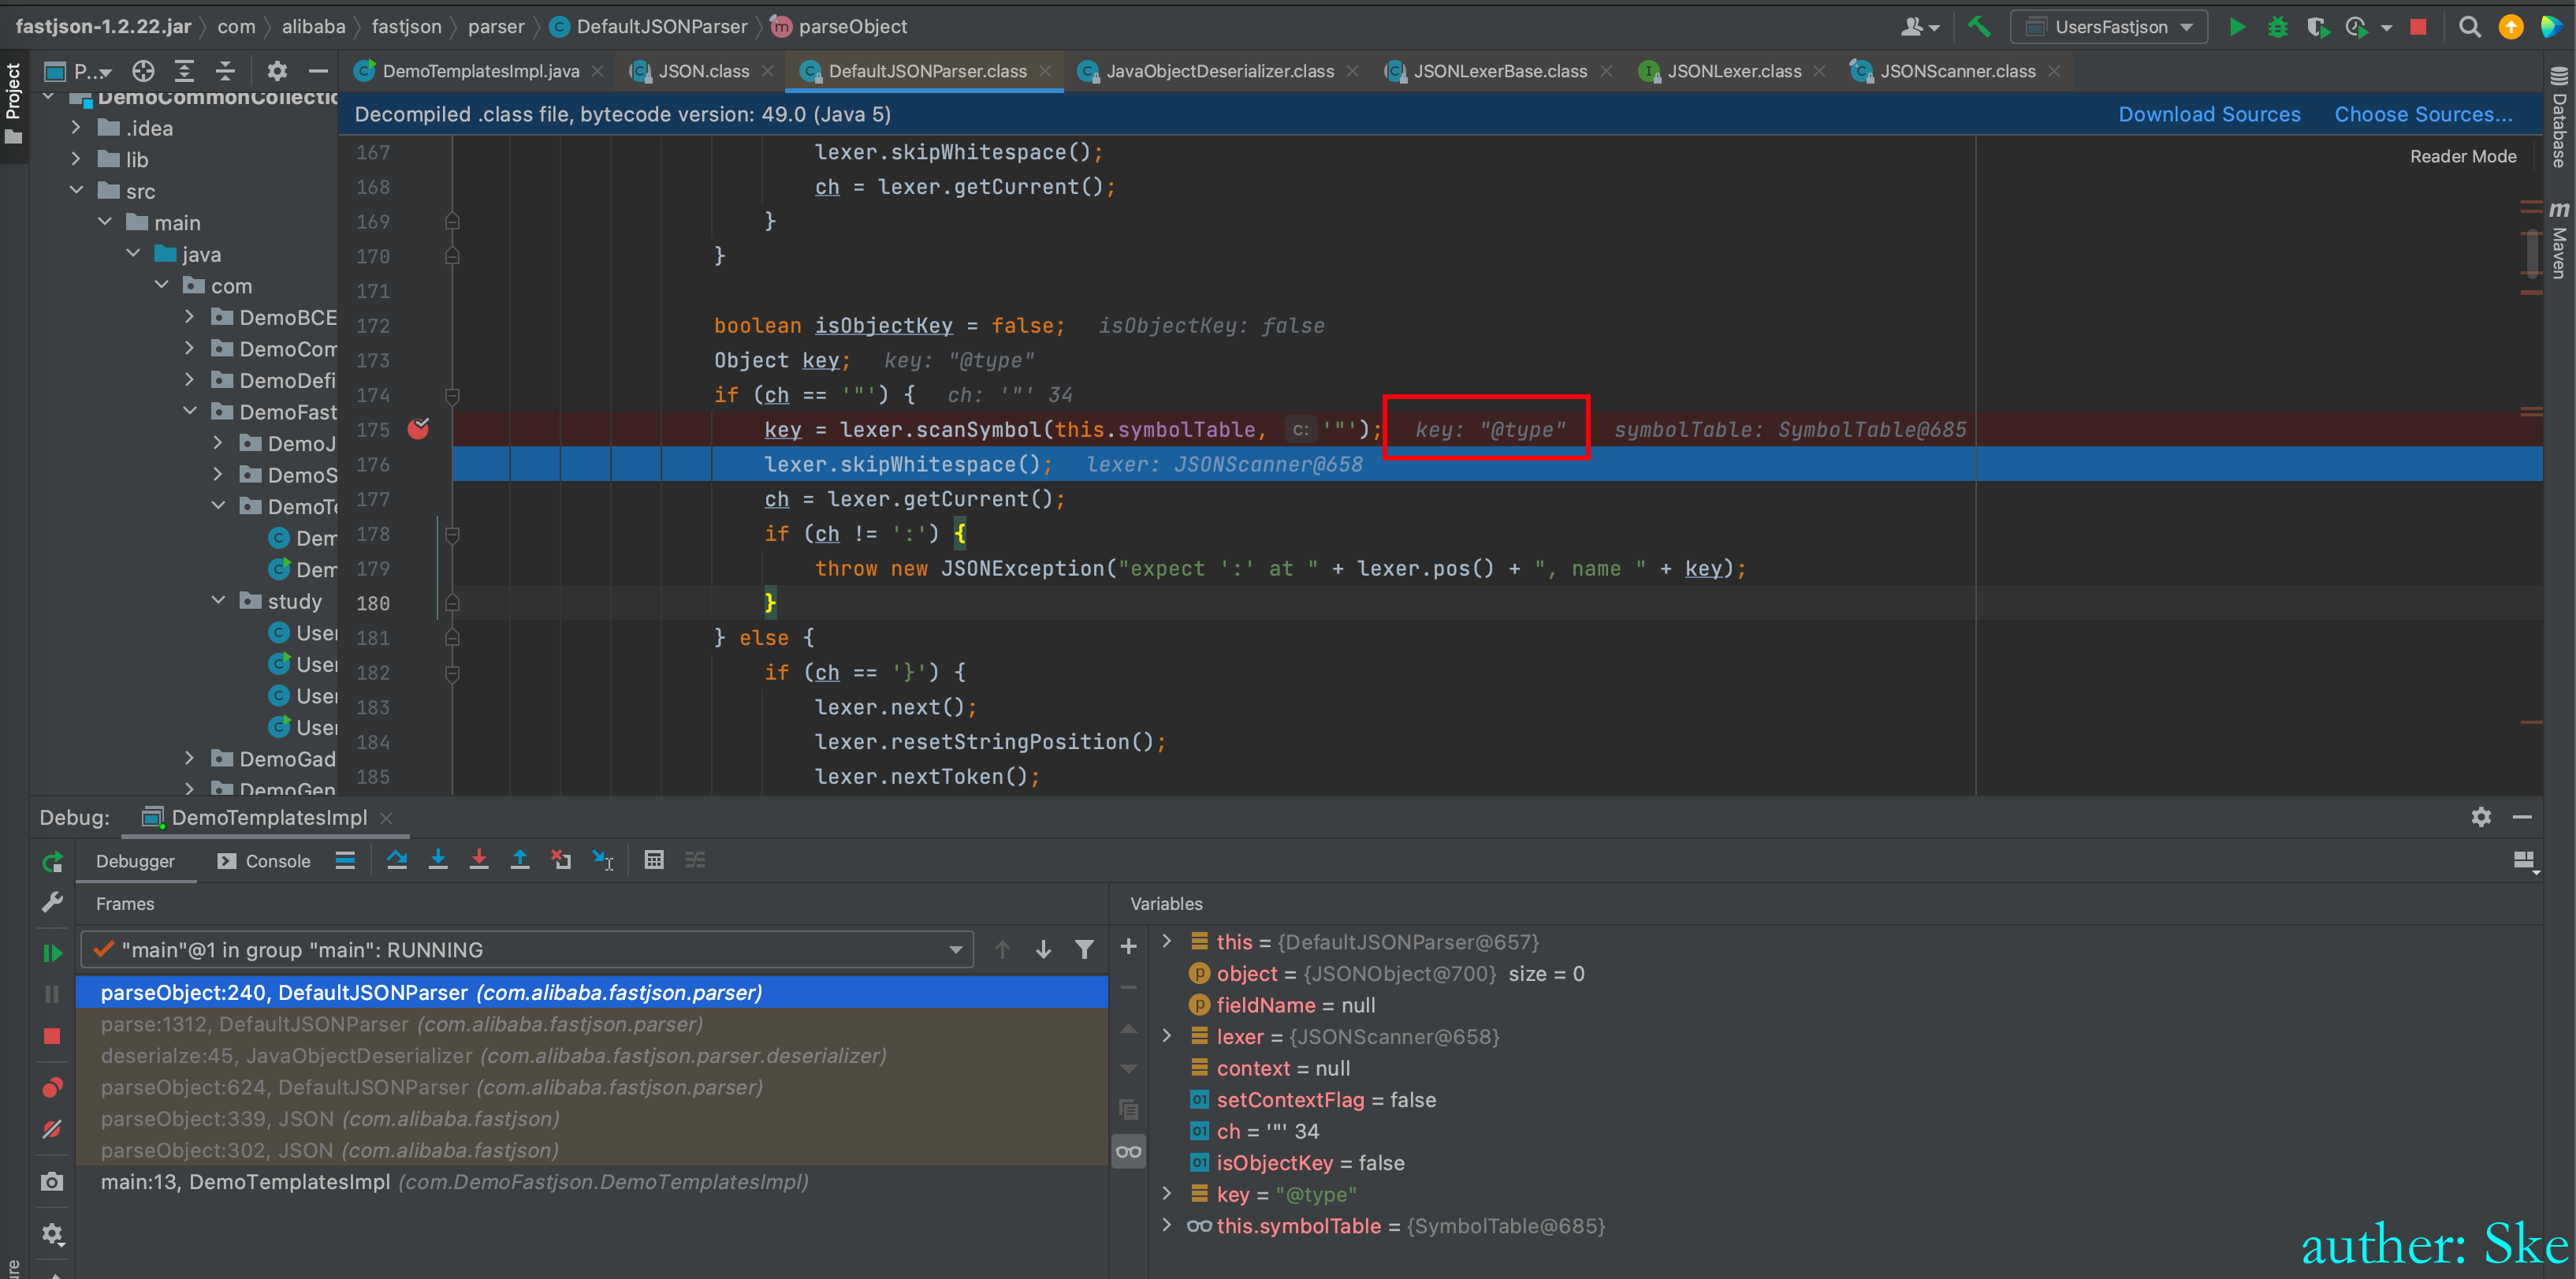 fastjson-1.2.22.jar com alibaba fastjson parser DefaultJSONParser parseObject UsersFastjson
Project P... DemoTemplatesImpl.java JSON.class DefaultJSONParser.class JavaObjectDeserializer.class JSONLexerBase.class JSONLexer.class JSONScanner.class
DemoCommonCollectio
.idea
lib
src
main
java
com
DemoBCE
DemoCom
DemoDefi
DemoFast
DemoJ
DemoS
DemoTe
Dem
Dem
study
User
User
User
User
DemoGad
DemoGen
Decompiled .class file, bytecode version: 49.0 (Java 5) Download Sources Choose Sources...
Reader Mode
Database
Maven
167 lexer.skipWhitespace();
168 ch = lexer.getCurrent();
169 }
170 }
171
172 boolean isObjectKey = false; isObjectKey: false
173 Object key; key: "@type"
174 if (ch == '"') { ch: '"' 34
175 key = lexer.scanSymbol(this.symbolTable, c: '"'); key: "@type" symbolTable: SymbolTable@685
176 lexer.skipWhitespace(); lexer: JSONScanner@658
177 ch = lexer.getCurrent();
178 if (ch != ':') {
179 throw new JSONException("expect ':' at " + lexer.pos() + ", name " + key);
180 }
181 } else {
182 if (ch == '}') {
183 lexer.next();
184 lexer.resetStringPosition();
185 lexer.nextToken();
Debug: DemoTemplatesImpl
Debugger Console
Frames
"main"@1 in group "main": RUNNING
parseObject:240, DefaultJSONParser (com.alibaba.fastjson.parser)
parse:1312, DefaultJSONParser (com.alibaba.fastjson.parser)
deserialze:45, JavaObjectDeserializer (com.alibaba.fastjson.parser.deserializer)
parseObject:624, DefaultJSONParser (com.alibaba.fastjson.parser)
parseObject:339, JSON (com.alibaba.fastjson)
parseObject:302, JSON (com.alibaba.fastjson)
main:13, DemoTemplatesImpl (com.DemoFastjson.DemoTemplatesImpl)
Variables
this = {DefaultJSONParser@657}
object = {JSONObject@700} size = 0
fieldName = null
lexer = {JSONScanner@658}
context = null
setContextFlag = false
ch = '"' 34
isObjectKey = false
key = "@type"
this.symbolTable = {SymbolTable@685}
auther: Ske